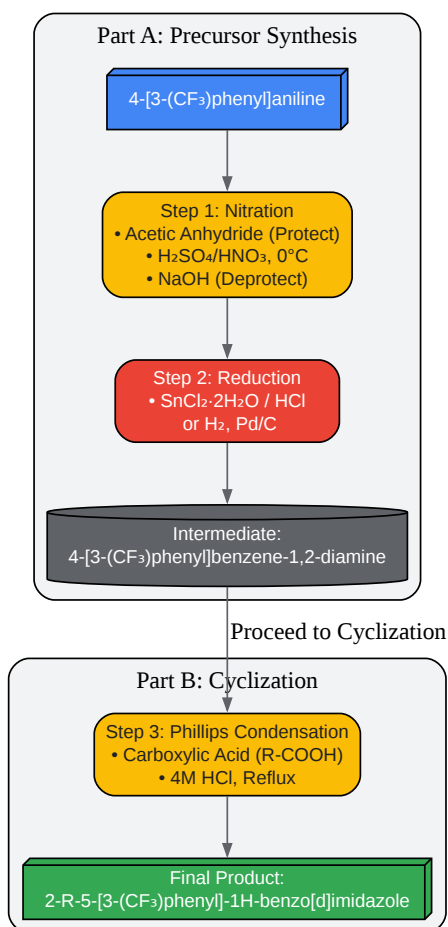 Part A: Precursor Synthesis
4-[3-(CF₃)phenyl]aniline
Step 1: Nitration
• Acetic Anhydride (Protect)
• H₂SO₄/HNO₃, 0°C
• NaOH (Deprotect)
Step 2: Reduction
• SnCl₂·2H₂O / HCl
or H₂, Pd/C
Intermediate:
4-[3-(CF₃)phenyl]benzene-1,2-diamine
Proceed to Cyclization
Part B: Cyclization
Step 3: Phillips Condensation
• Carboxylic Acid (R-COOH)
• 4M HCl, Reflux
Final Product:
2-R-5-[3-(CF₃)phenyl]-1H-benzo[d]imidazole